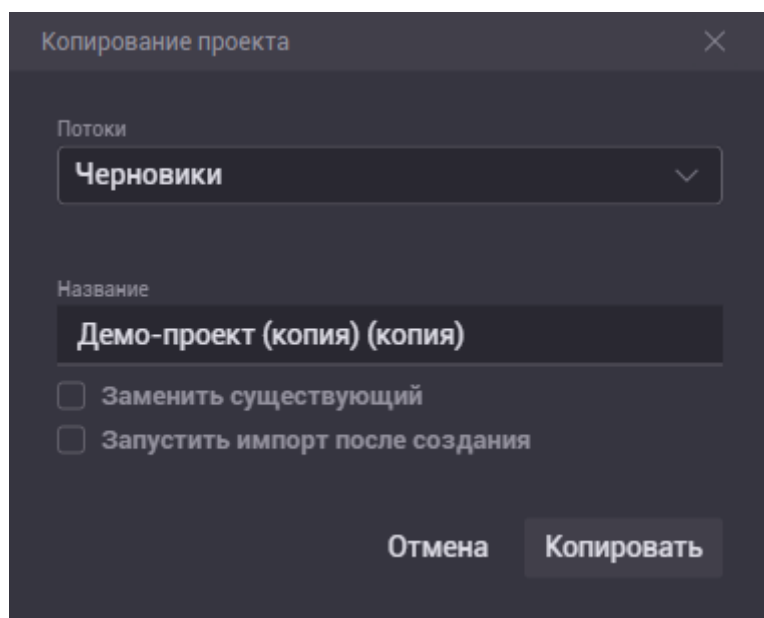 Копирование проекта
Потоки
Черновики
Название
Демо-проект (копия) (копия)
Заменить существующий
Запустить импорт после создания
Отмена Копировать